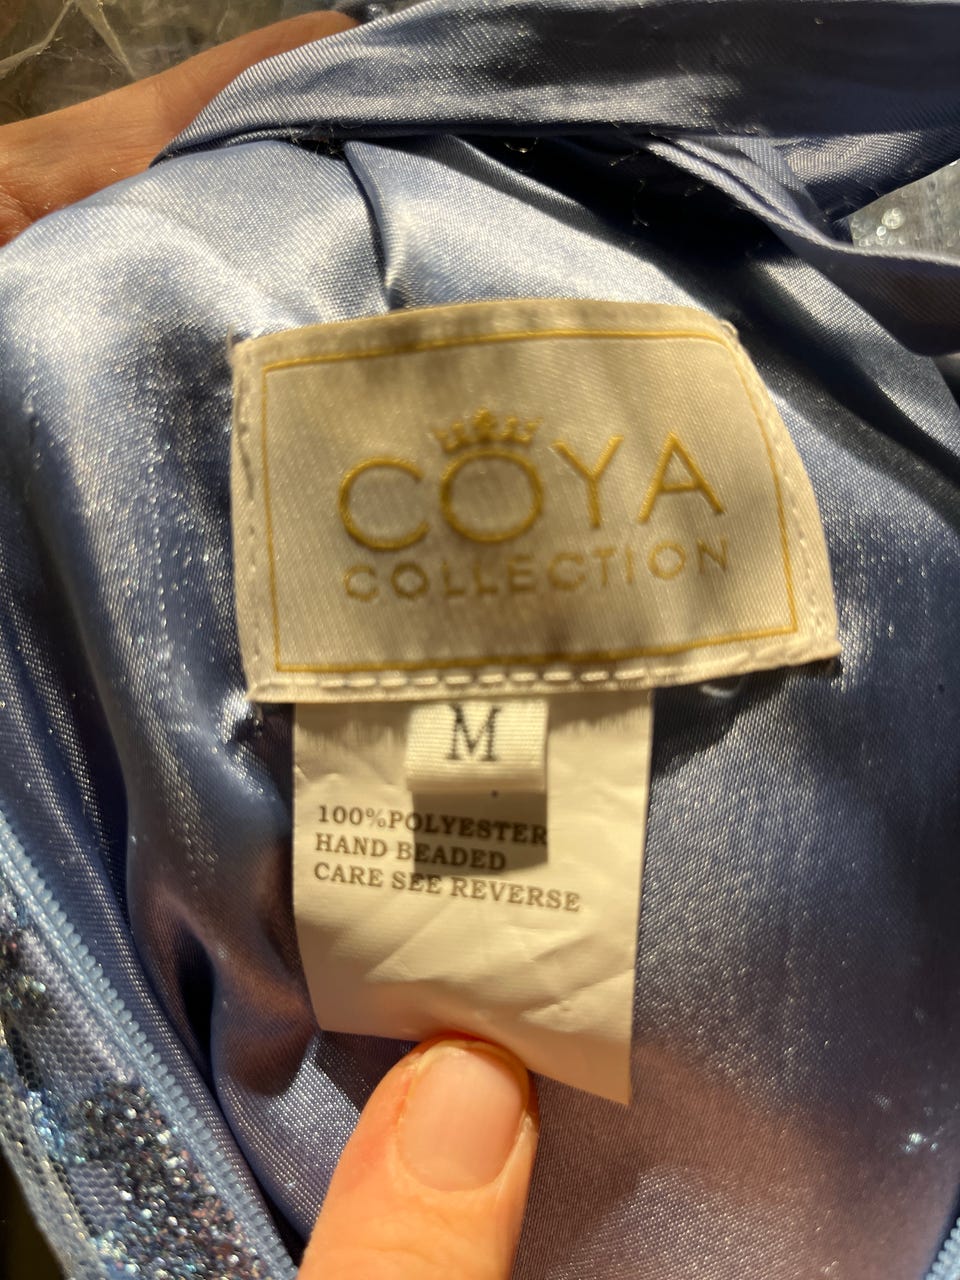 COYA
COLLECTION
M
100%POLYESTER
HAND BEADED
CARE SEE REVERSE